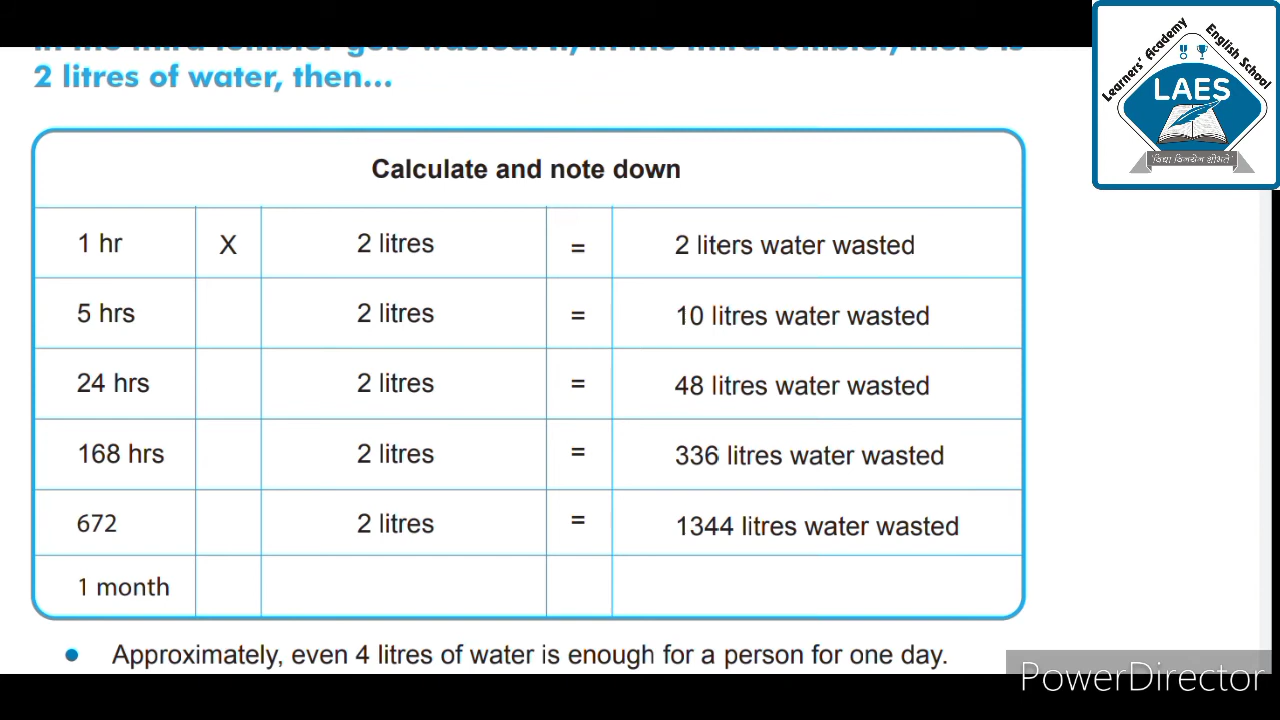 2 litres of water, then...
Learners' Academy English School
LAES
Calculate and note down
1 hr X 2 litres = 2 liters water wasted
5 hrs 2 litres = 10 litres water wasted
24 hrs 2 litres = 48 litres water wasted
168 hrs 2 litres = 336 litres water wasted
672 2 litres = 1344 litres water wasted
1 month
• Approximately, even 4 litres of water is enough for a person for one day.
PowerDirector